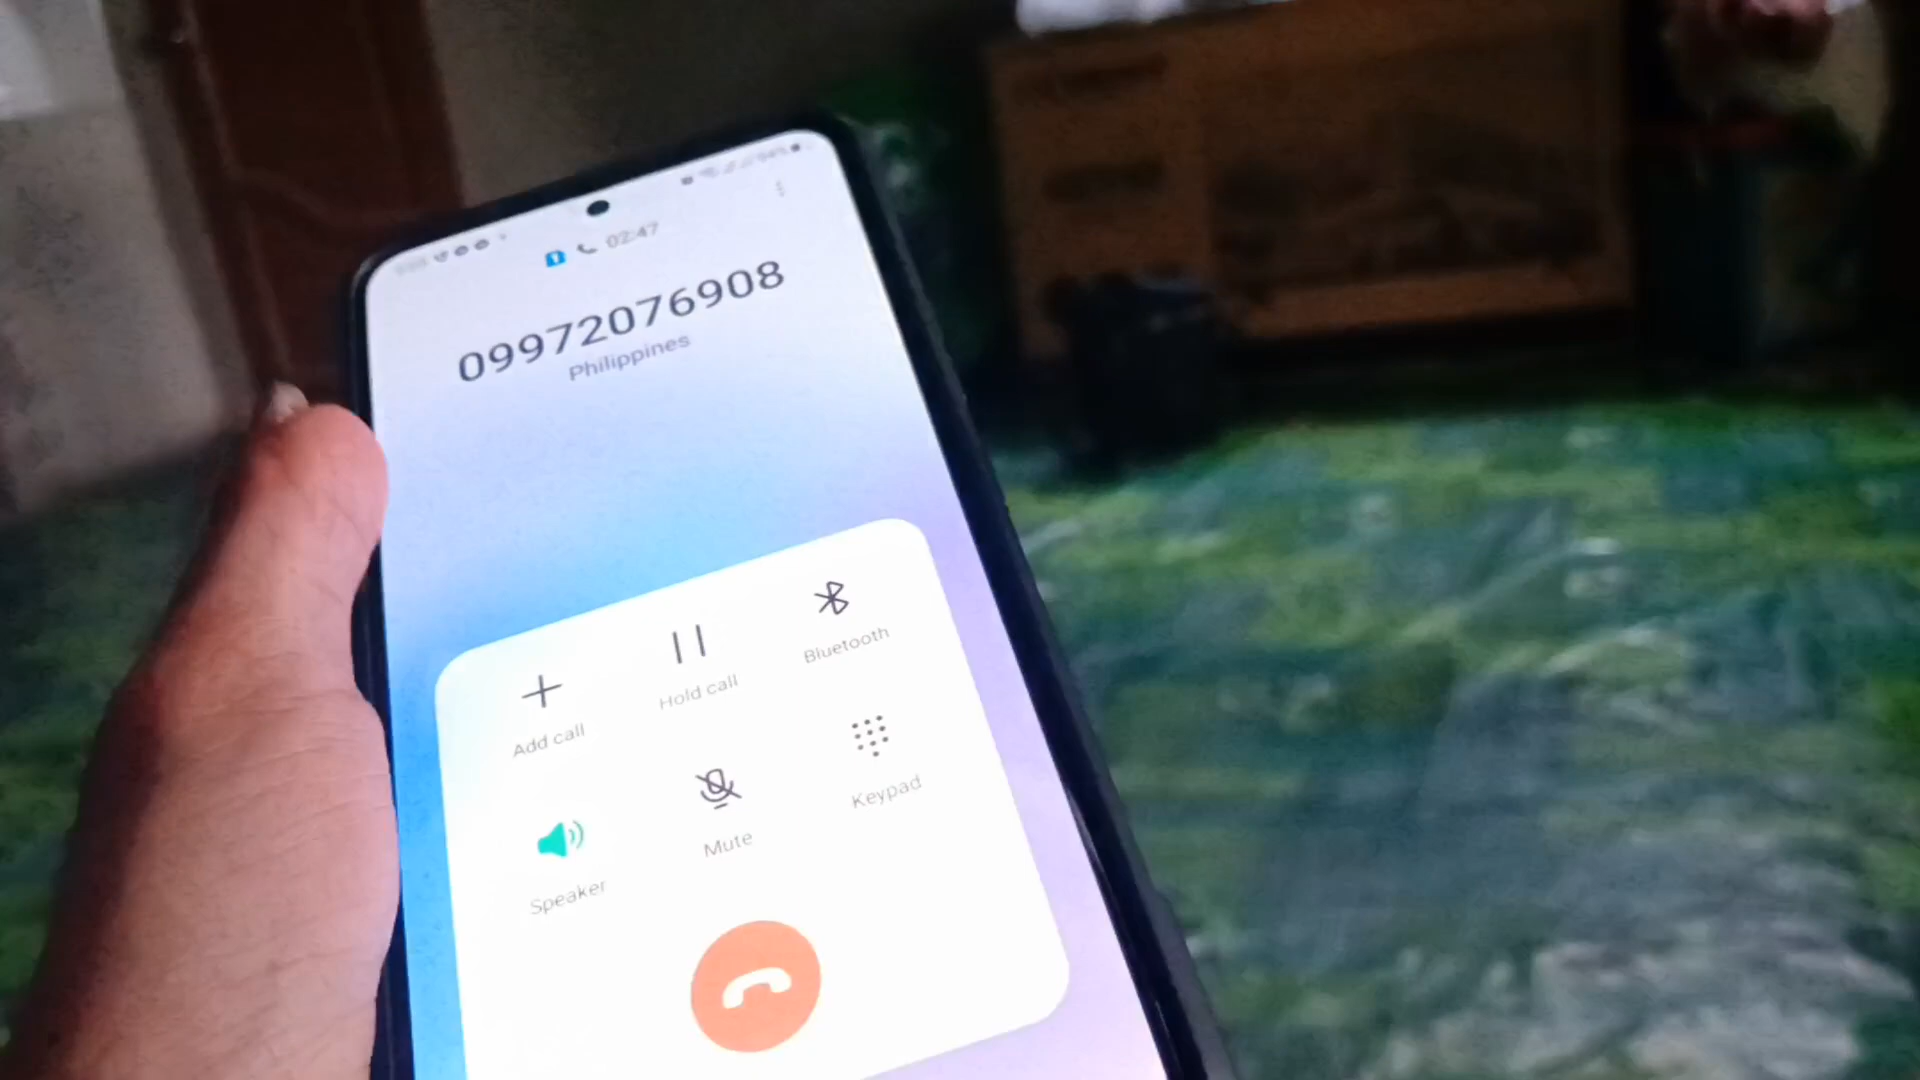 02:47
09972076908
Philippines
Add call
Hold call
Bluetooth
Speaker
Mute
Keypad